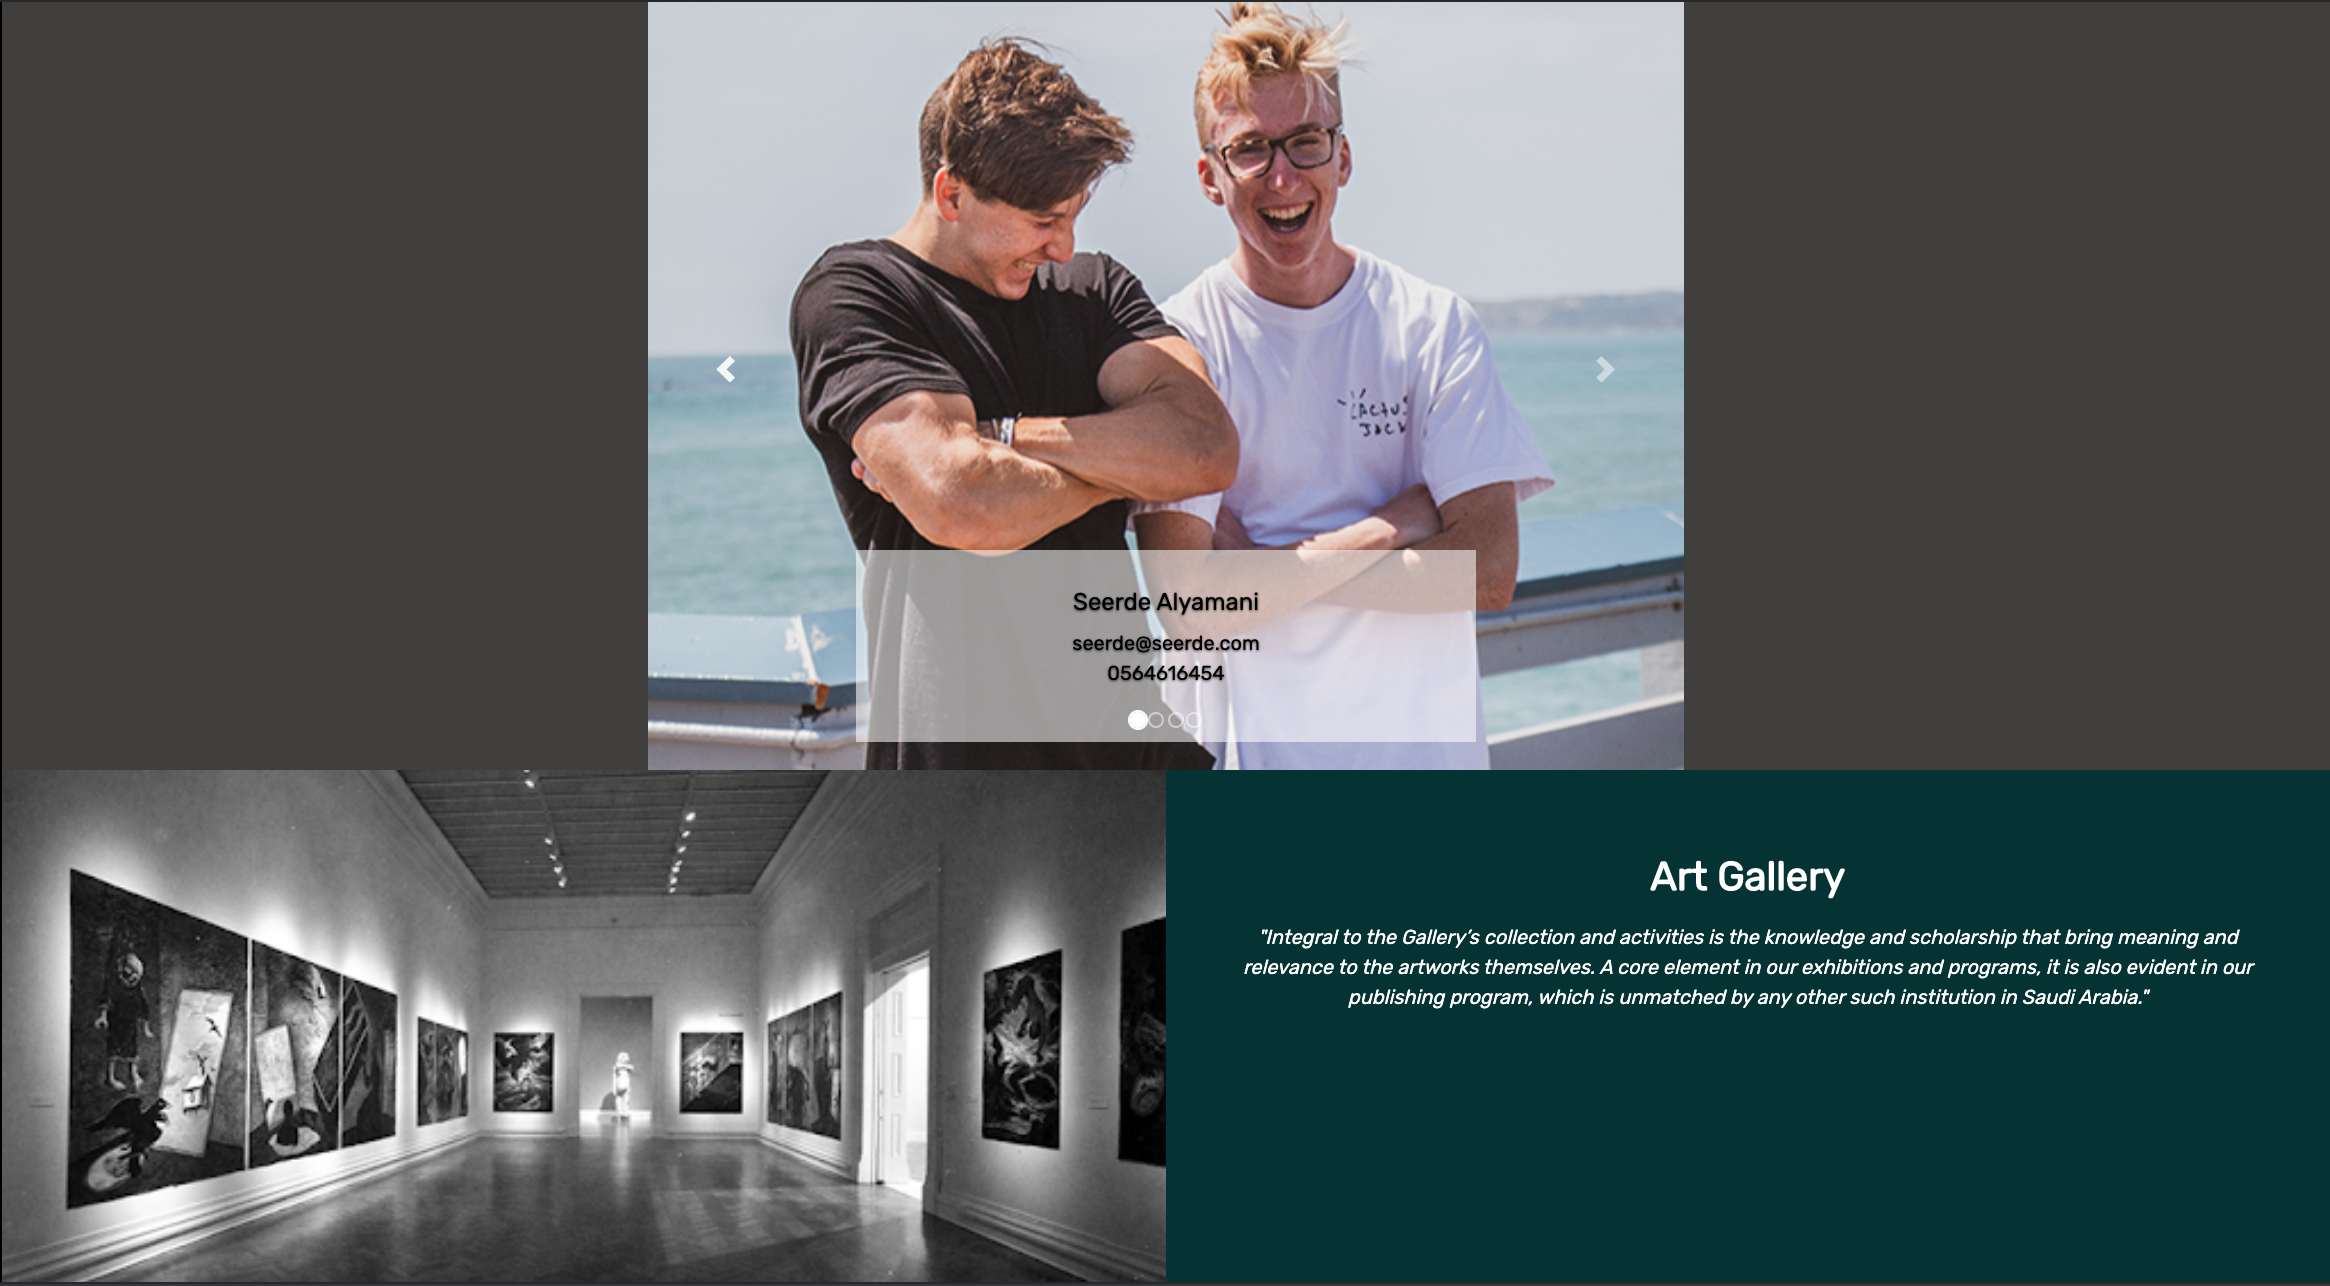 CACTUS
JACK
Seerde Alyamani
seerde@seerde.com
0564616454
Art Gallery
"Integral to the Gallery’s collection and activities is the knowledge and scholarship that bring meaning and
relevance to the artworks themselves. A core element in our exhibitions and programs, it is also evident in our
publishing program, which is unmatched by any other such institution in Saudi Arabia."